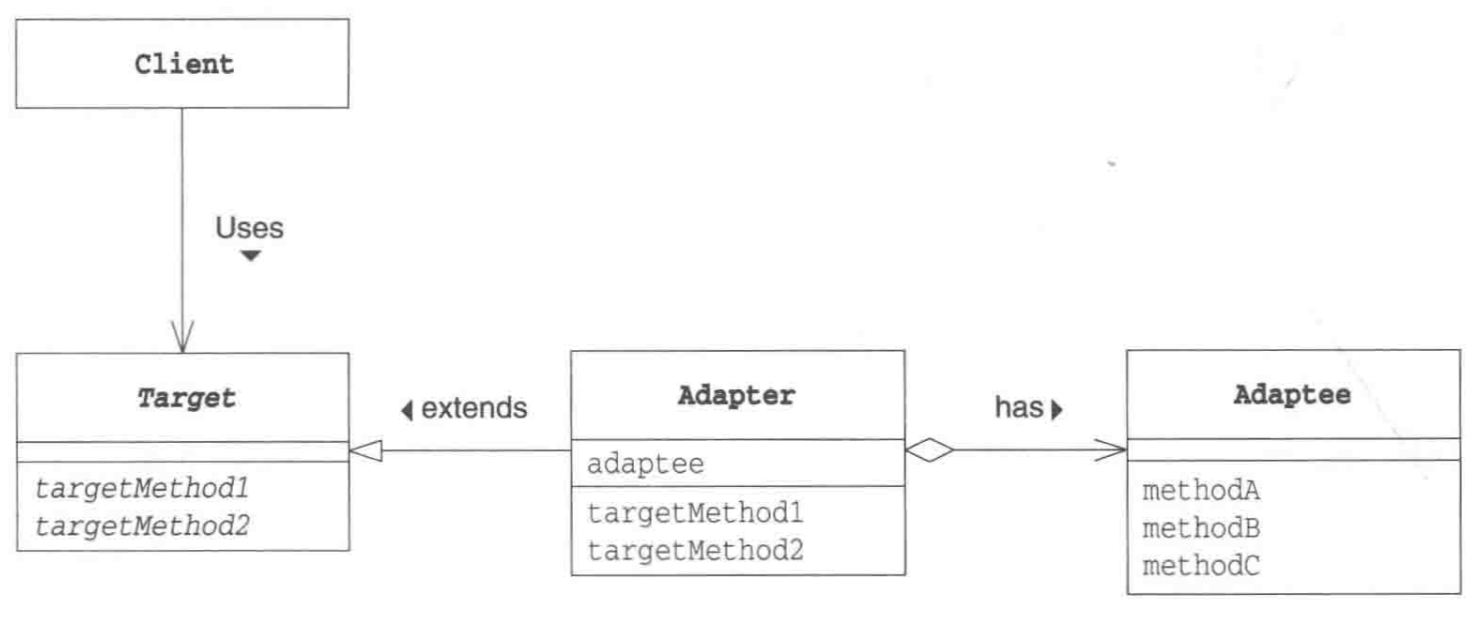 Client
Uses
Target
targetMethod1
targetMethod2
extends
Adapter
adaptee
targetMethod1
targetMethod2
has
Adaptee
methodA
methodB
methodC